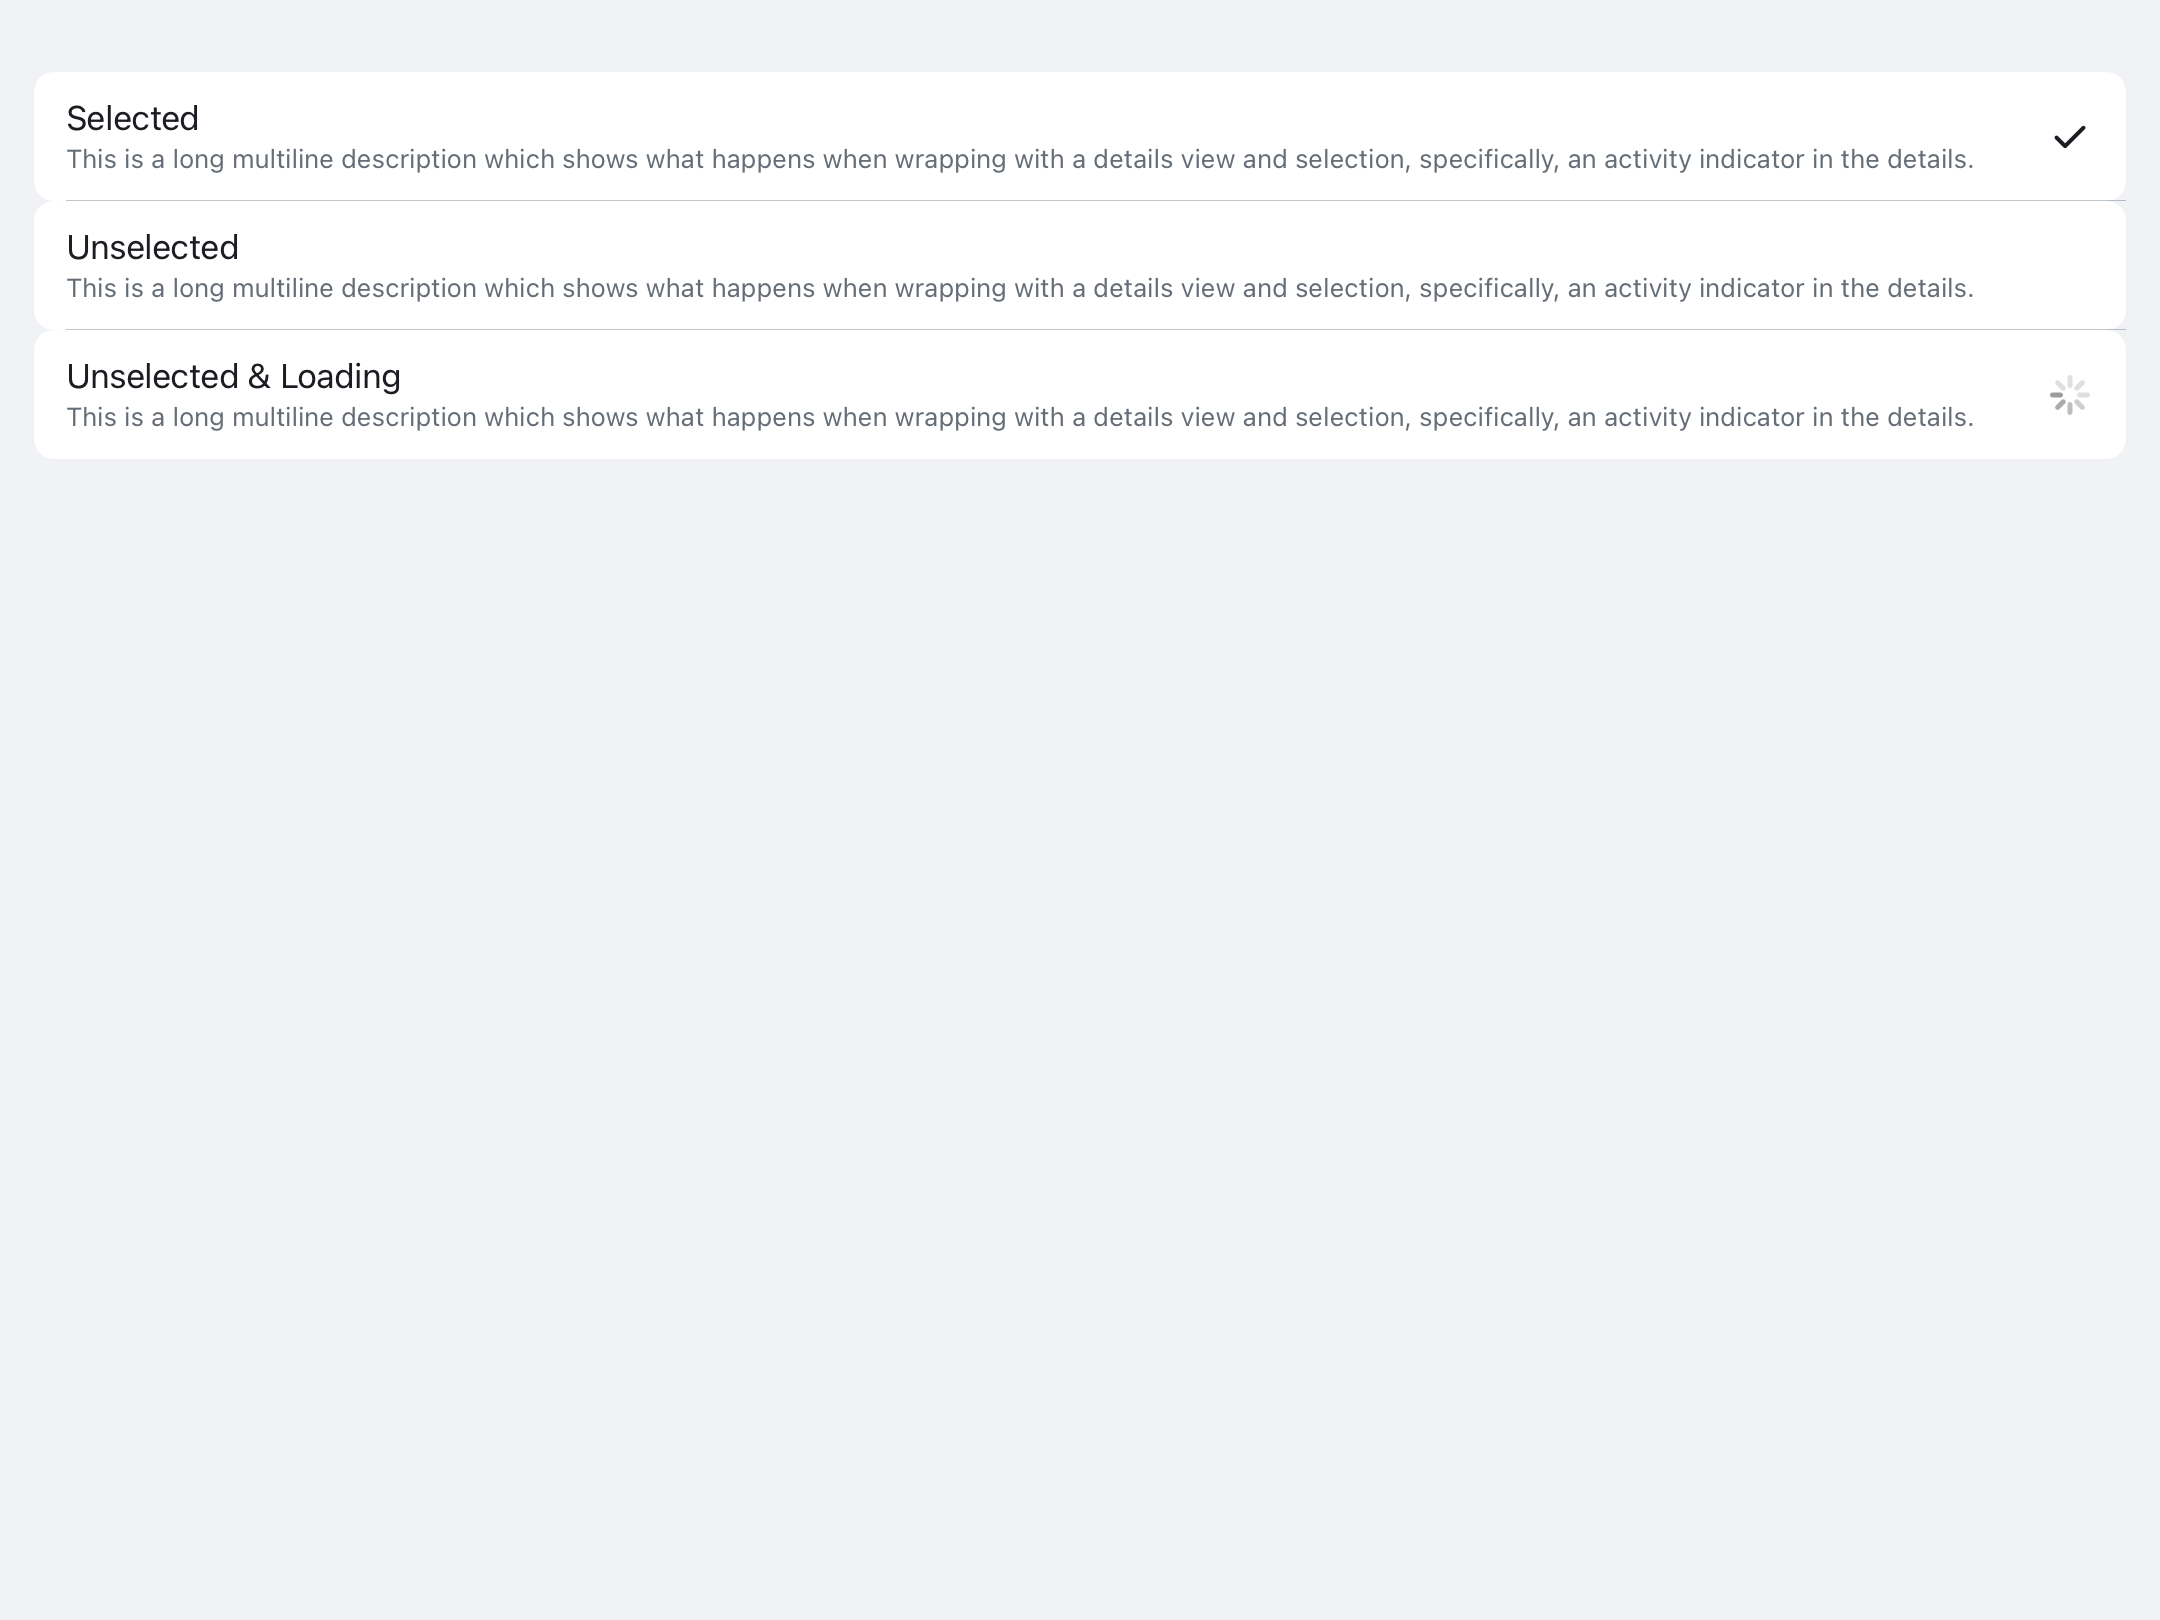 Selected
This is a long multiline description which shows what happens when wrapping with a details view and selection, specifically, an activity indicator in the details.
Unselected
This is a long multiline description which shows what happens when wrapping with a details view and selection, specifically, an activity indicator in the details.
Unselected & Loading
This is a long multiline description which shows what happens when wrapping with a details view and selection, specifically, an activity indicator in the details.